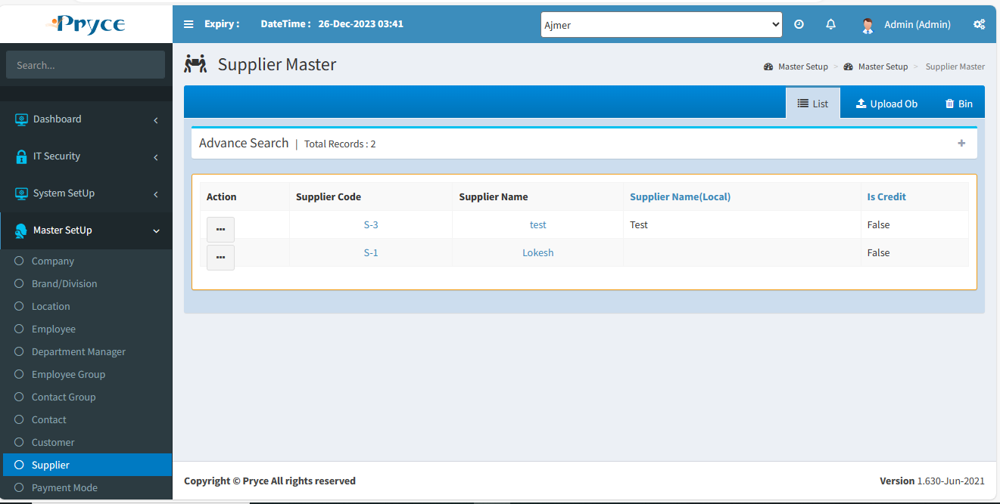 Pryce
Expiry :
DateTime : 26-Dec-2023 03:41
Ajmer
Admin (Admin)
Search...
Supplier Master
Master Setup > Master Setup > Supplier Master
List
Upload Ob
Bin
Advance Search | Total Records : 2
+
Action Supplier Code Supplier Name Supplier Name(Local) Is Credit
... S-3 test Test False
... S-1 Lokesh False
Dashboard
IT Security
System SetUp
Master SetUp
Company
Brand/Division
Location
Employee
Department Manager
Employee Group
Contact Group
Contact
Customer
Supplier
Payment Mode
Copyright © Pryce All rights reserved
Version 1.630-Jun-2021